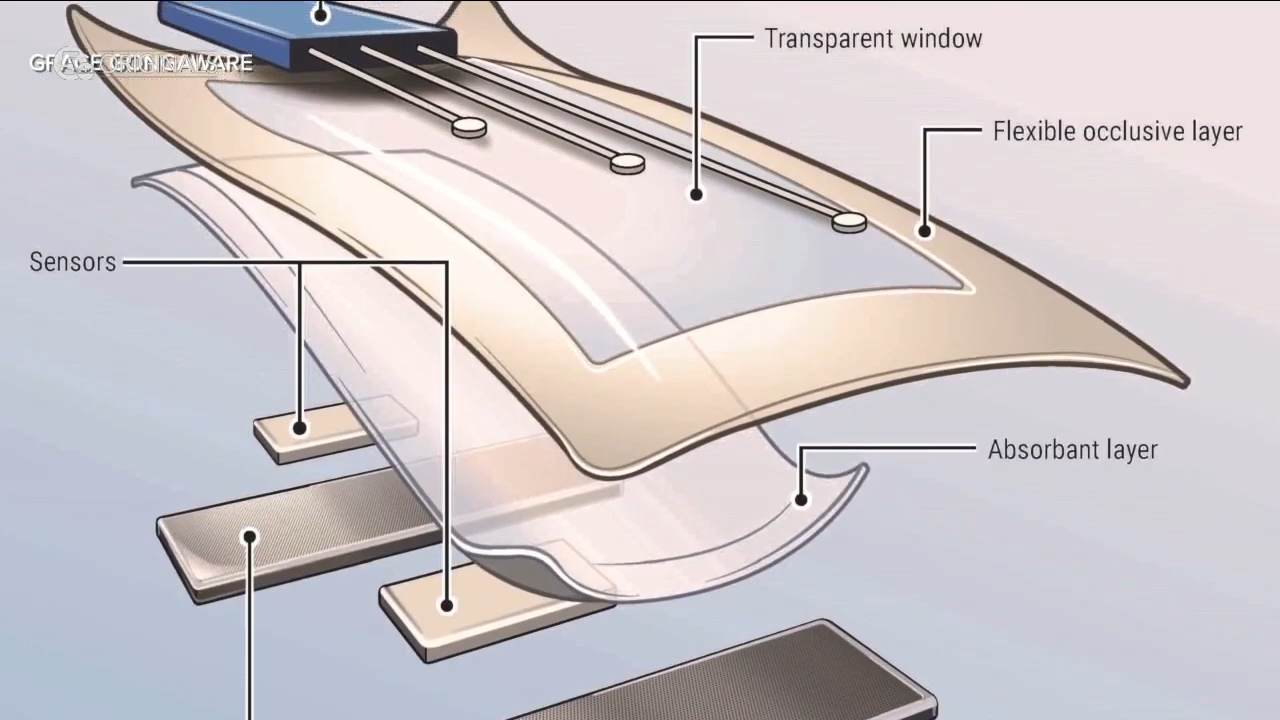 Transparent window
Flexible occlusive layer
Sensors
Absorbant layer